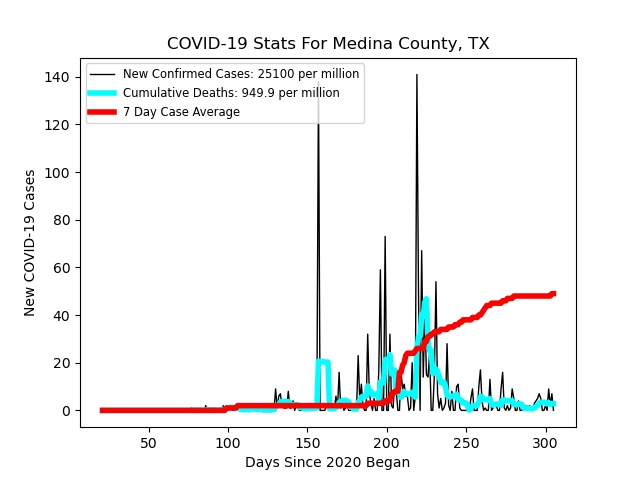 COVID-19 Stats For Medina County, TX
New Confirmed Cases: 25100 per million
Cumulative Deaths: 949.9 per million
7 Day Case Average
New COVID-19 Cases
140
120
100
80
60
40
20
0
50 100 150 200 250 300
Days Since 2020 Began